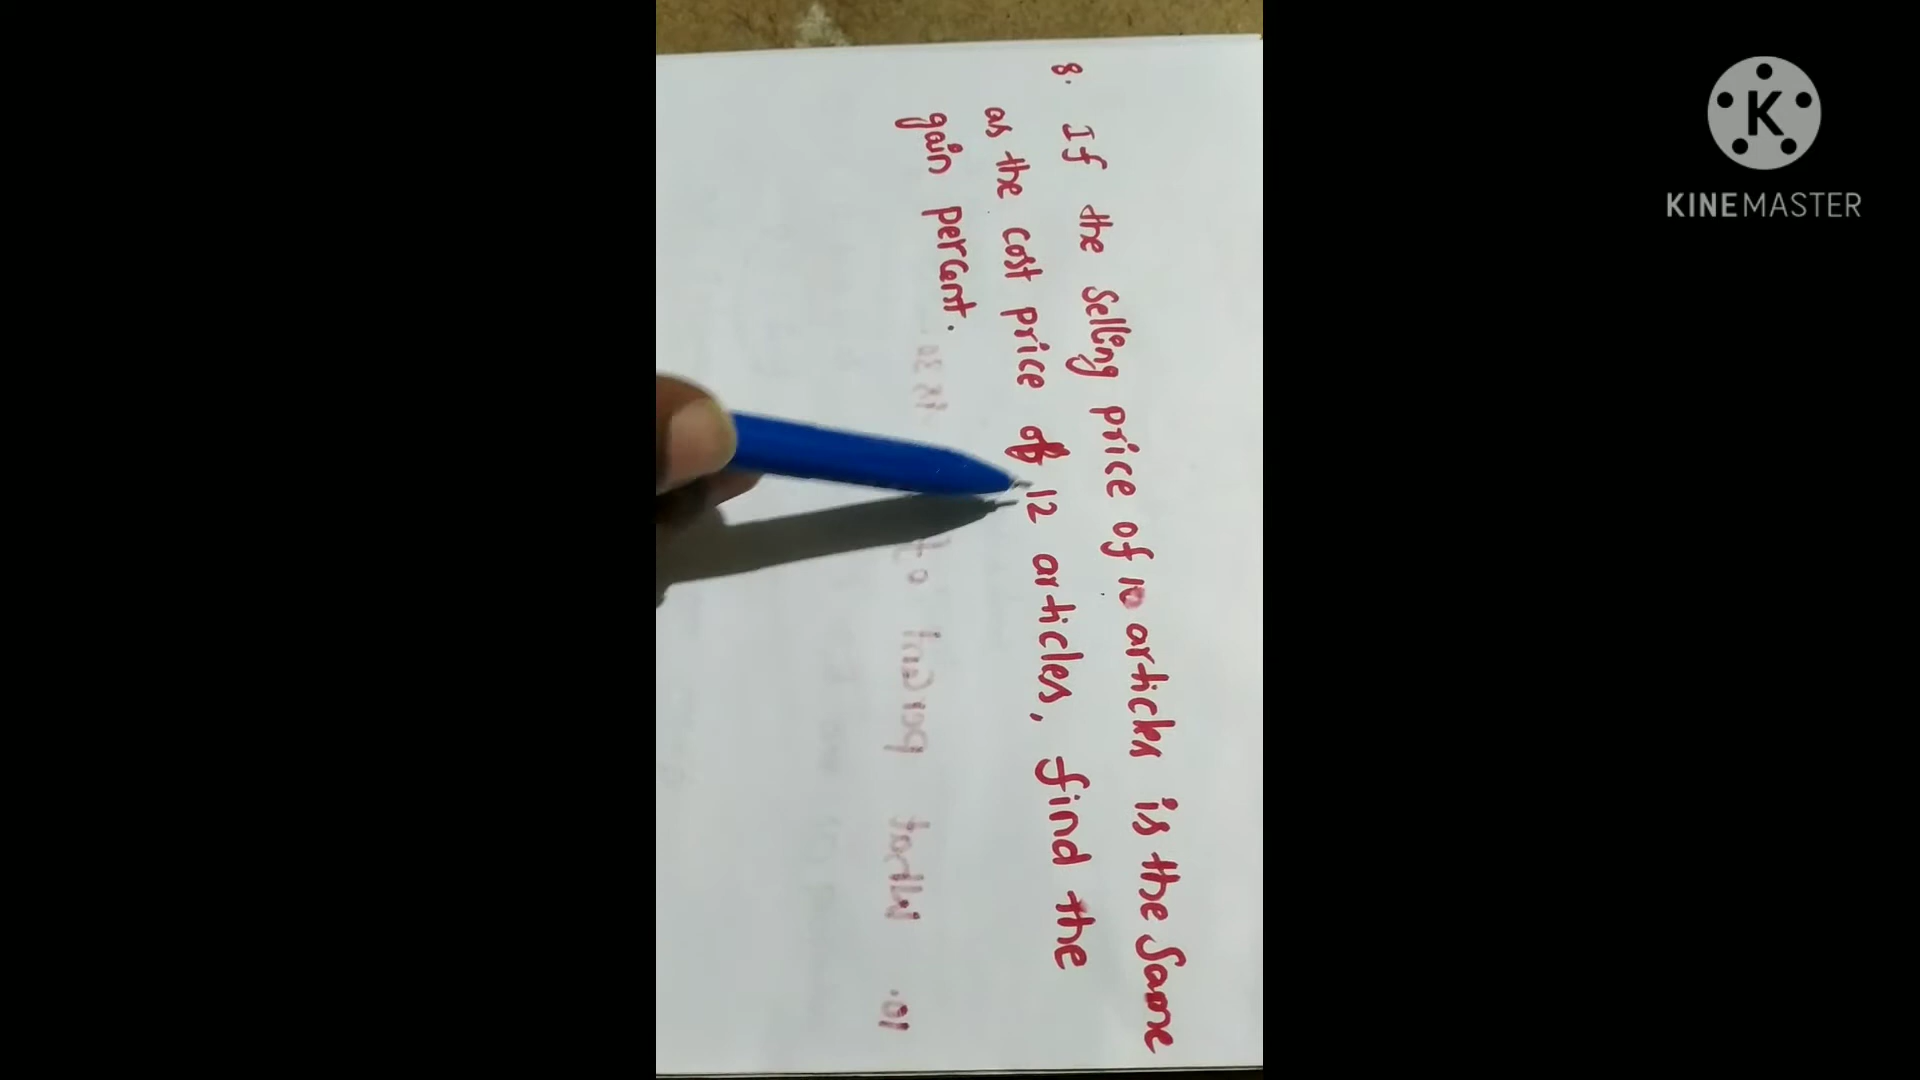 8. If the selling price of 10 articles is the same
as the cost price of 12 articles, find the
gain percent.
K
KINEMASTER